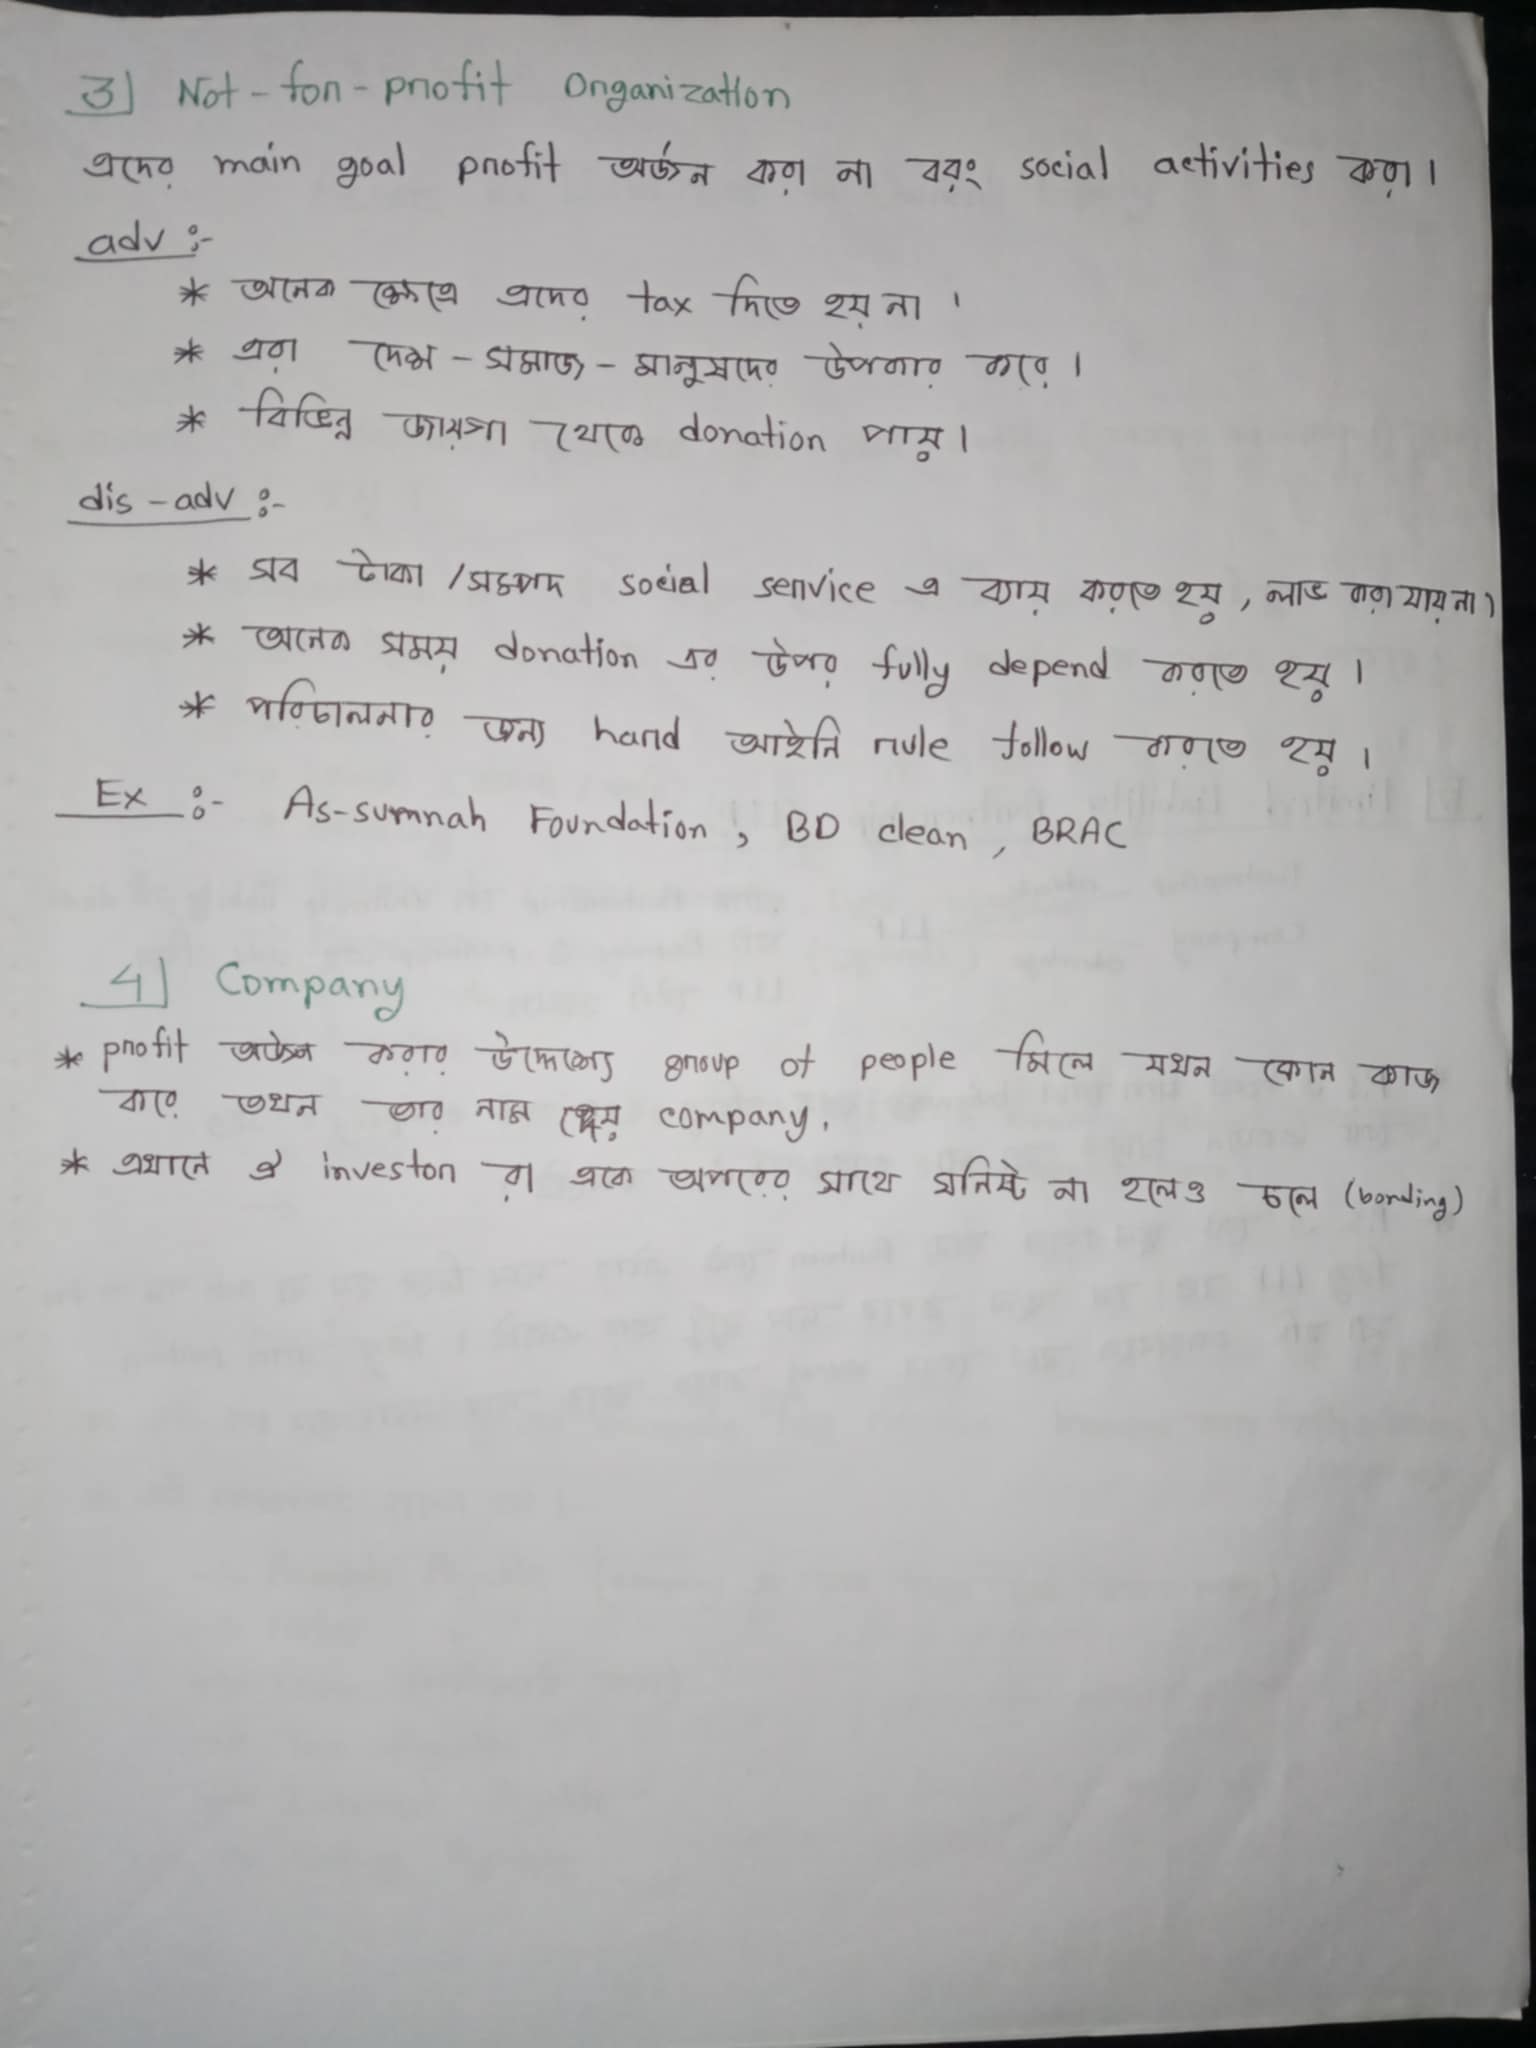 3] Not-for-profit Organization
এদের main goal profit অর্জন করা না বরং social activities করা।
adv :-
* অনেক ক্ষেত্রে এদের tax দিতে হয় না ।
* এরা দেশ - সমাজ - মানুষদের উপকার করে।
* বিভিন্ন জায়গা থেকে donation পায়।
dis-adv :-
* সব টাকা /সম্পদ social service এ ব্যায় করতে হয়, লাভ করা যায় না।
* অনেক সময় donation এর উপর fully depend করতে হয়।
* পরিচালনার জন্য hard আইনি rule follow করতে হয়।
Ex :- As-sunnah Foundation, BD clean, BRAC
4] Company
* profit অর্জন করার উদ্দেশ্যে group of people মিলে যখন কোন কাজ
করে তখন তার নাম দেয় company.
* এখানে ঐ investor রা একে অপরের সাথে ঘনিষ্ট না হলেও চলে (bonding)